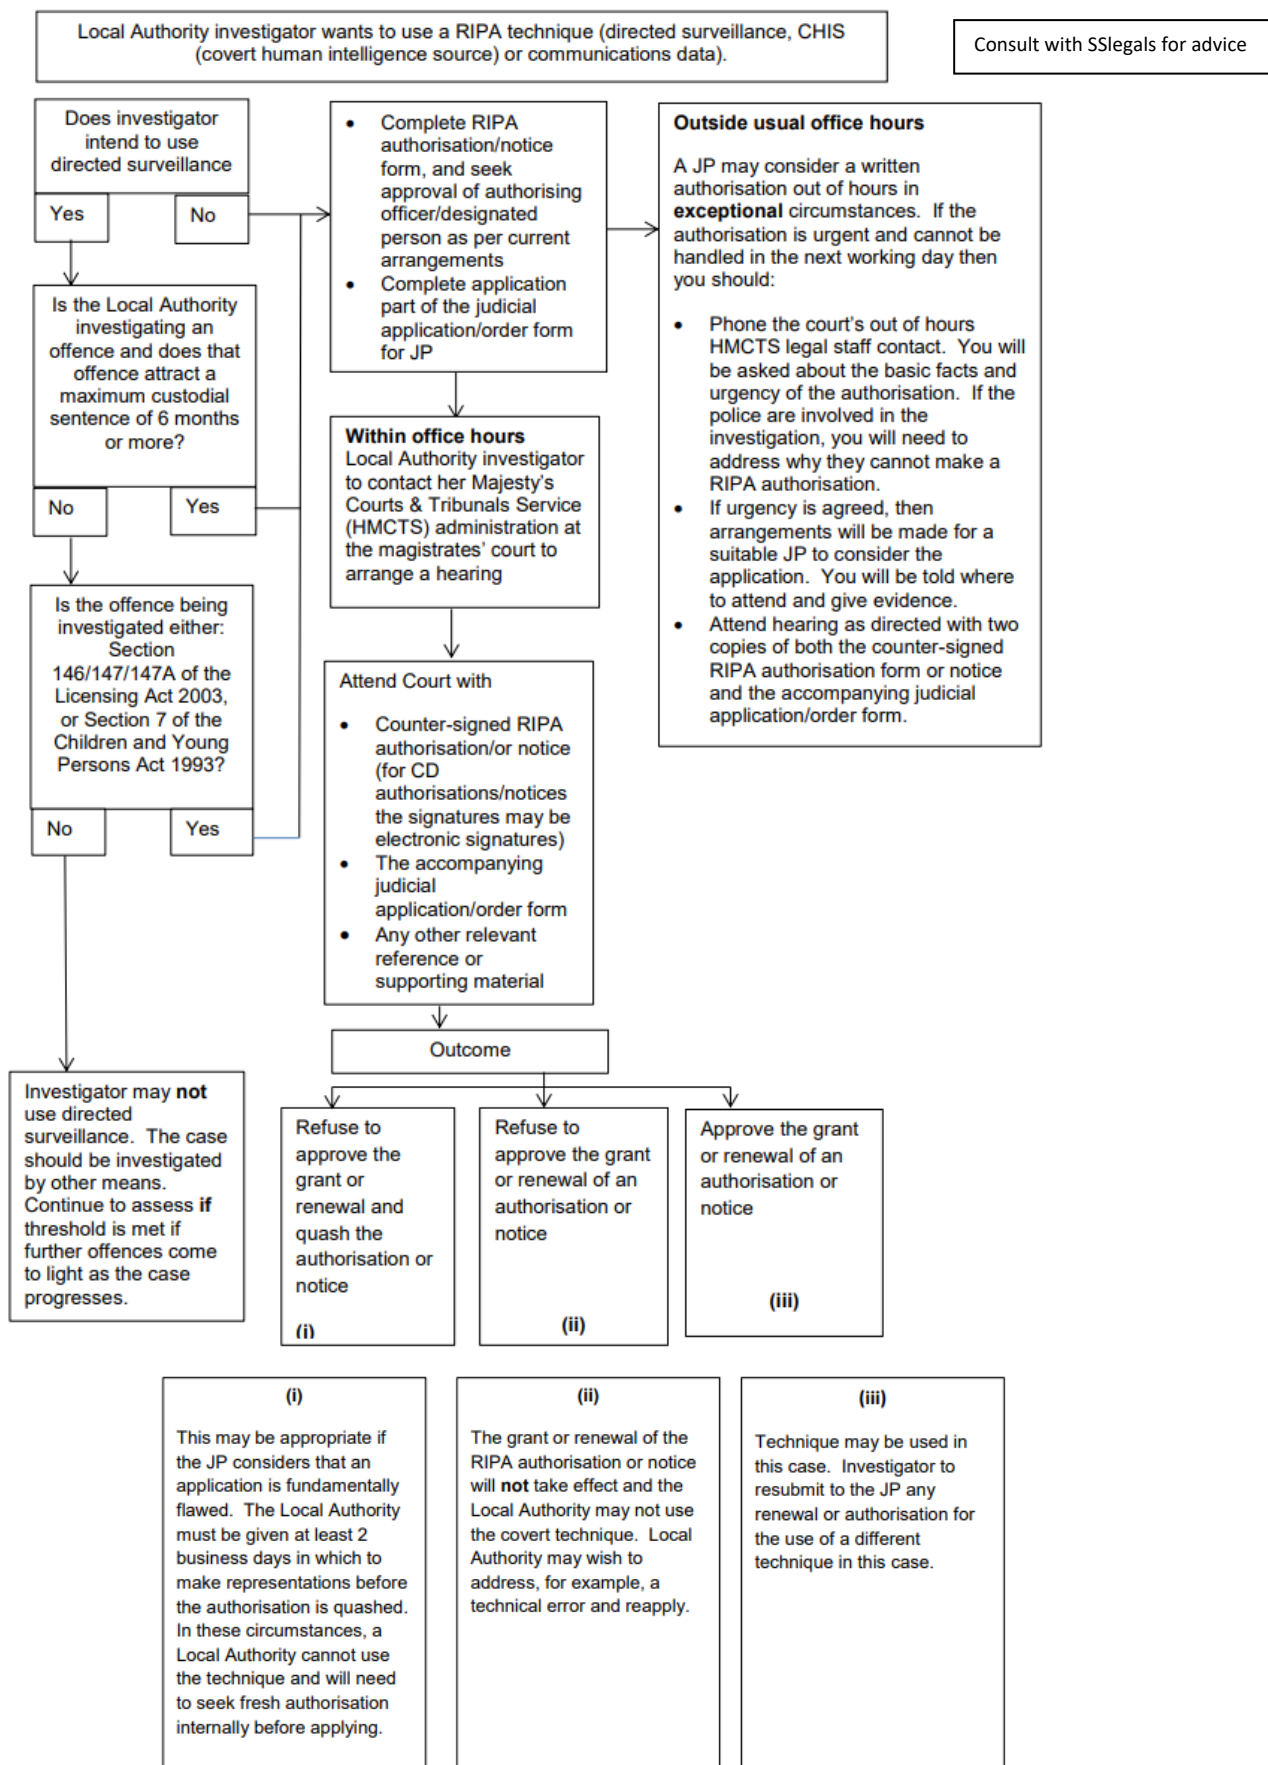 Local Authority investigator wants to use a RIPA technique (directed surveillance, CHIS
(covert human intelligence source) or communications data).
Consult with SSlegals for advice
Does investigator
intend to use
directed surveillance
Yes
No
Is the Local Authority
investigating an
offence and does that
offence attract a
maximum custodial
sentence of 6 months
or more?
No
Yes
Is the offence being
investigated either:
Section
146/147/147A of the
Licensing Act 2003,
or Section 7 of the
Children and Young
Persons Act 1993?
No
Yes
Investigator may not
use directed
surveillance. The case
should be investigated
by other means.
Continue to assess if
threshold is met if
further offences come
to light as the case
progresses.
• Complete RIPA
authorisation/notice
form, and seek
approval of authorising
officer/designated
person as per current
arrangements
• Complete application
part of the judicial
application/order form
for JP
Within office hours
Local Authority investigator
to contact her Majesty's
Courts & Tribunals Service
(HMCTS) administration at
the magistrates' court to
arrange a hearing
Attend Court with
• Counter-signed RIPA
authorisation/or notice
(for CD
authorisations/notices
the signatures may be
electronic signatures)
• The accompanying
judicial
application/order form
• Any other relevant
reference or
supporting material
Outside usual office hours
A JP may consider a written
authorisation out of hours in
exceptional circumstances. If the
authorisation is urgent and cannot be
handled in the next working day then
you should:
• Phone the court's out of hours
HMCTS legal staff contact. You will
be asked about the basic facts and
urgency of the authorisation. If the
police are involved in the
investigation, you will need to
address why they cannot make a
RIPA authorisation.
• If urgency is agreed, then
arrangements will be made for a
suitable JP to consider the
application. You will be told where
to attend and give evidence.
• Attend hearing as directed with two
copies of both the counter-signed
RIPA authorisation form or notice
and the accompanying judicial
application/order form.
Outcome
Refuse to
approve the
grant or
renewal and
quash the
authorisation or
notice
(i)
Refuse to
approve the grant
or renewal of an
authorisation or
notice
(ii)
Approve the grant
or renewal of an
authorisation or
notice
(iii)
(i)
This may be appropriate if
the JP considers that an
application is fundamentally
flawed. The Local Authority
must be given at least 2
business days in which to
make representations before
the authorisation is quashed.
In these circumstances, a
Local Authority cannot use
the technique and will need
to seek fresh authorisation
internally before applying.
(ii)
The grant or renewal of the
RIPA authorisation or notice
will not take effect and the
Local Authority may not use
the covert technique. Local
Authority may wish to
address, for example, a
technical error and reapply.
(iii)
Technique may be used in
this case. Investigator to
resubmit to the JP any
renewal or authorisation for
the use of a different
technique in this case.